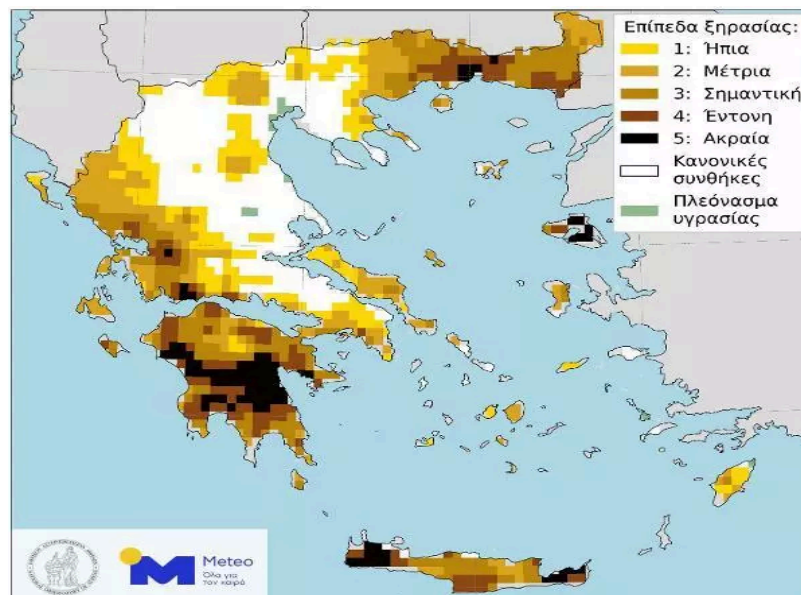 Επίπεδα ξηρασίας:
1: Ήπια
2: Μέτρια
3: Σημαντική
4: Έντονη
5: Ακραία
Κανονικές
συνθήκες
Πλεόνασμα
υγρασίας
Meteo
Όλα για
τον καιρό